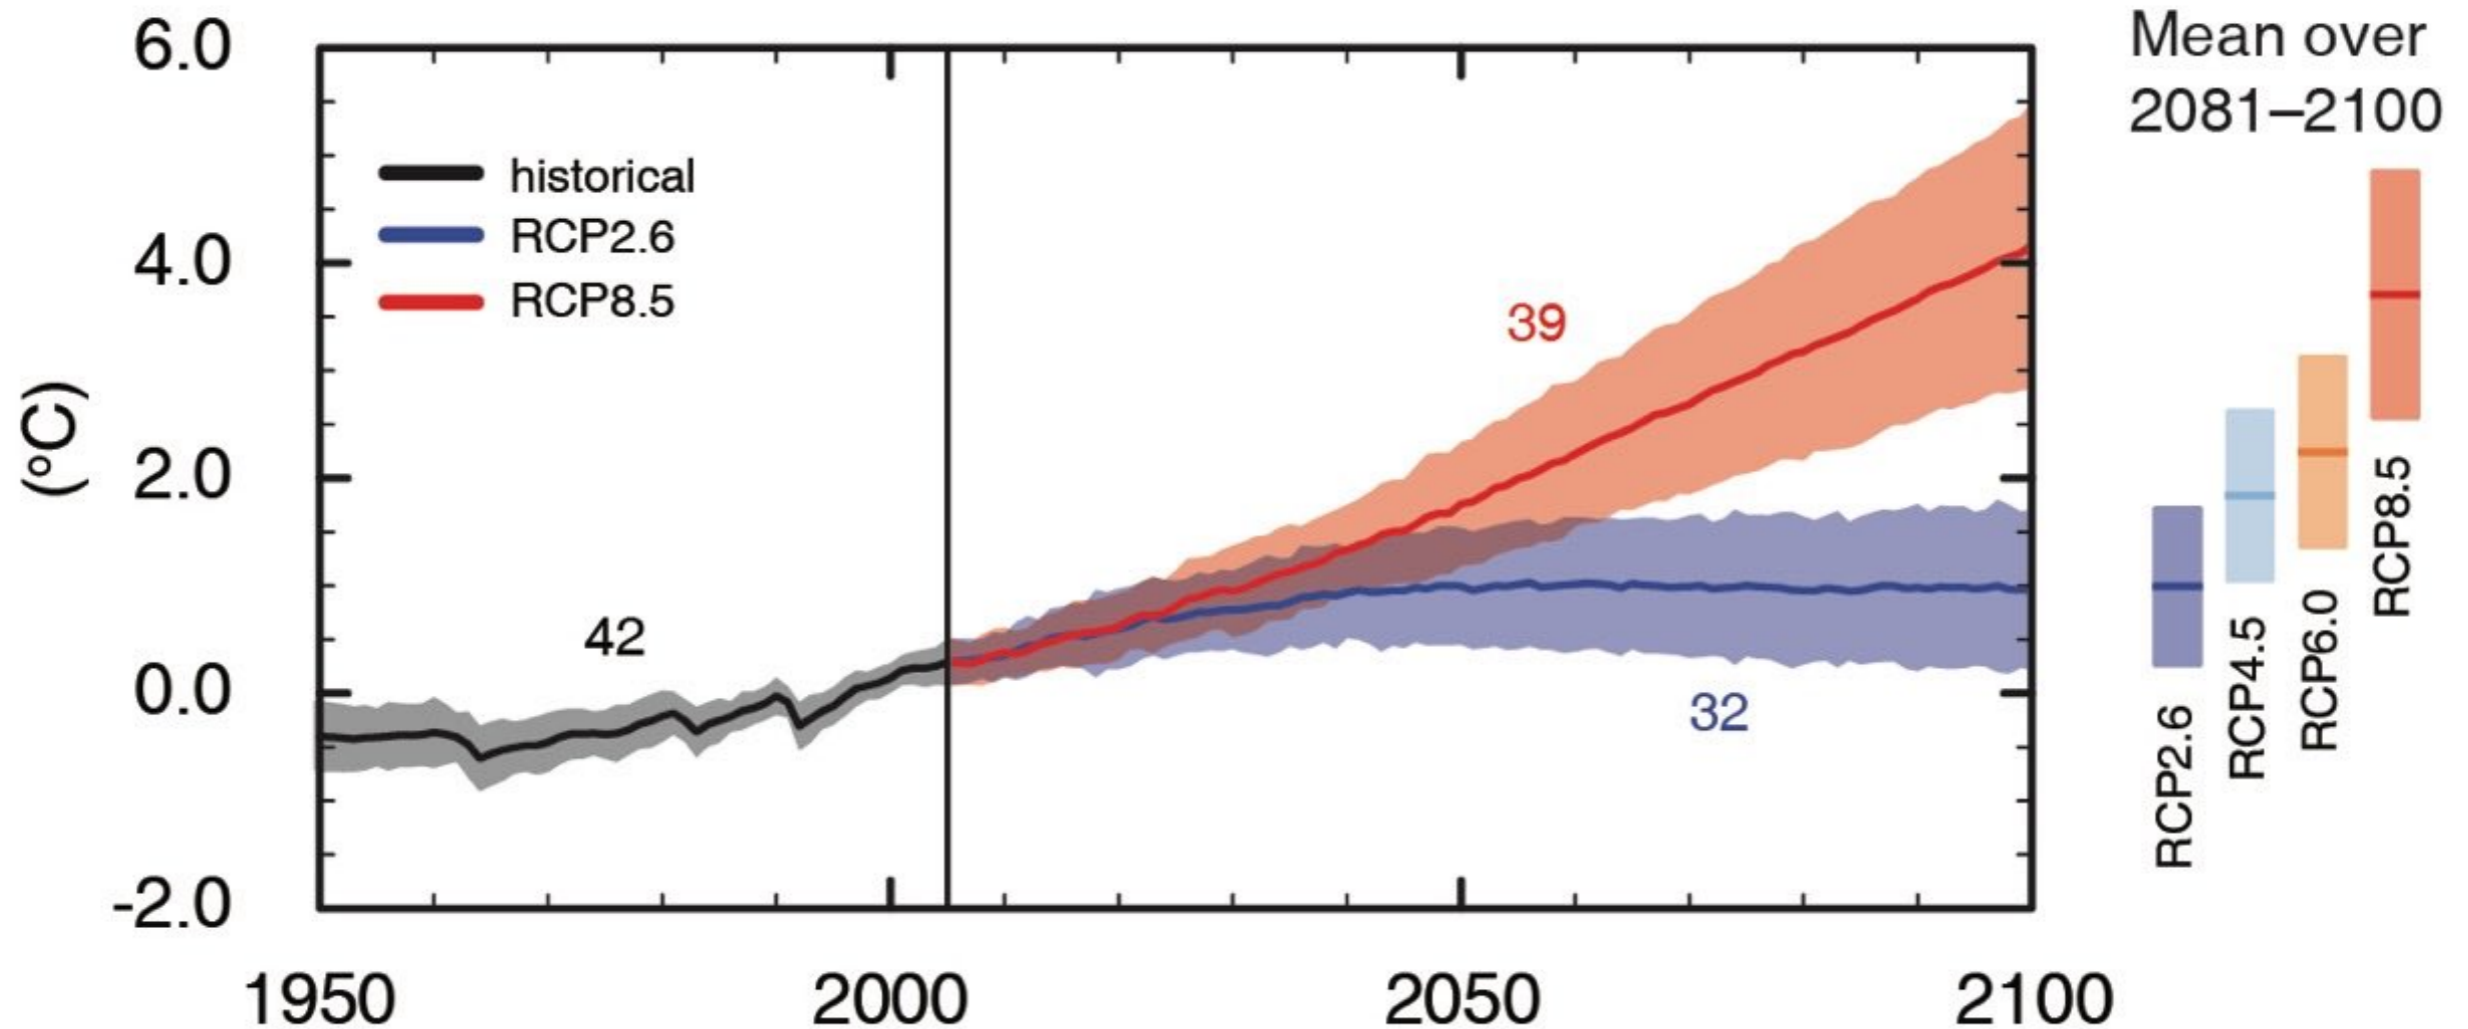 6.0
4.0
2.0
0.0
-2.0
(°C)
historical
RCP2.6
RCP8.5
42
39
32
1950
2000
2050
2100
Mean over
2081–2100
RCP2.6
RCP4.5
RCP6.0
RCP8.5